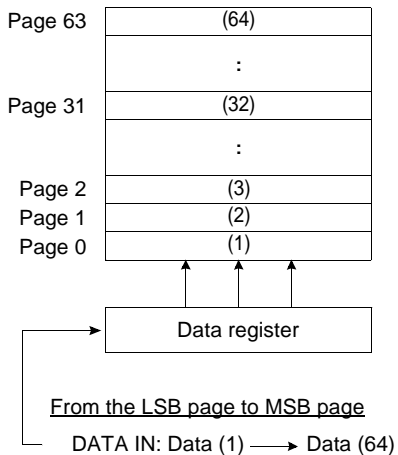 Page 63 (64)
:
Page 31 (32)
:
Page 2 (3)
Page 1 (2)
Page 0 (1)
Data register
From the LSB page to MSB page
DATA IN: Data (1) → Data (64)